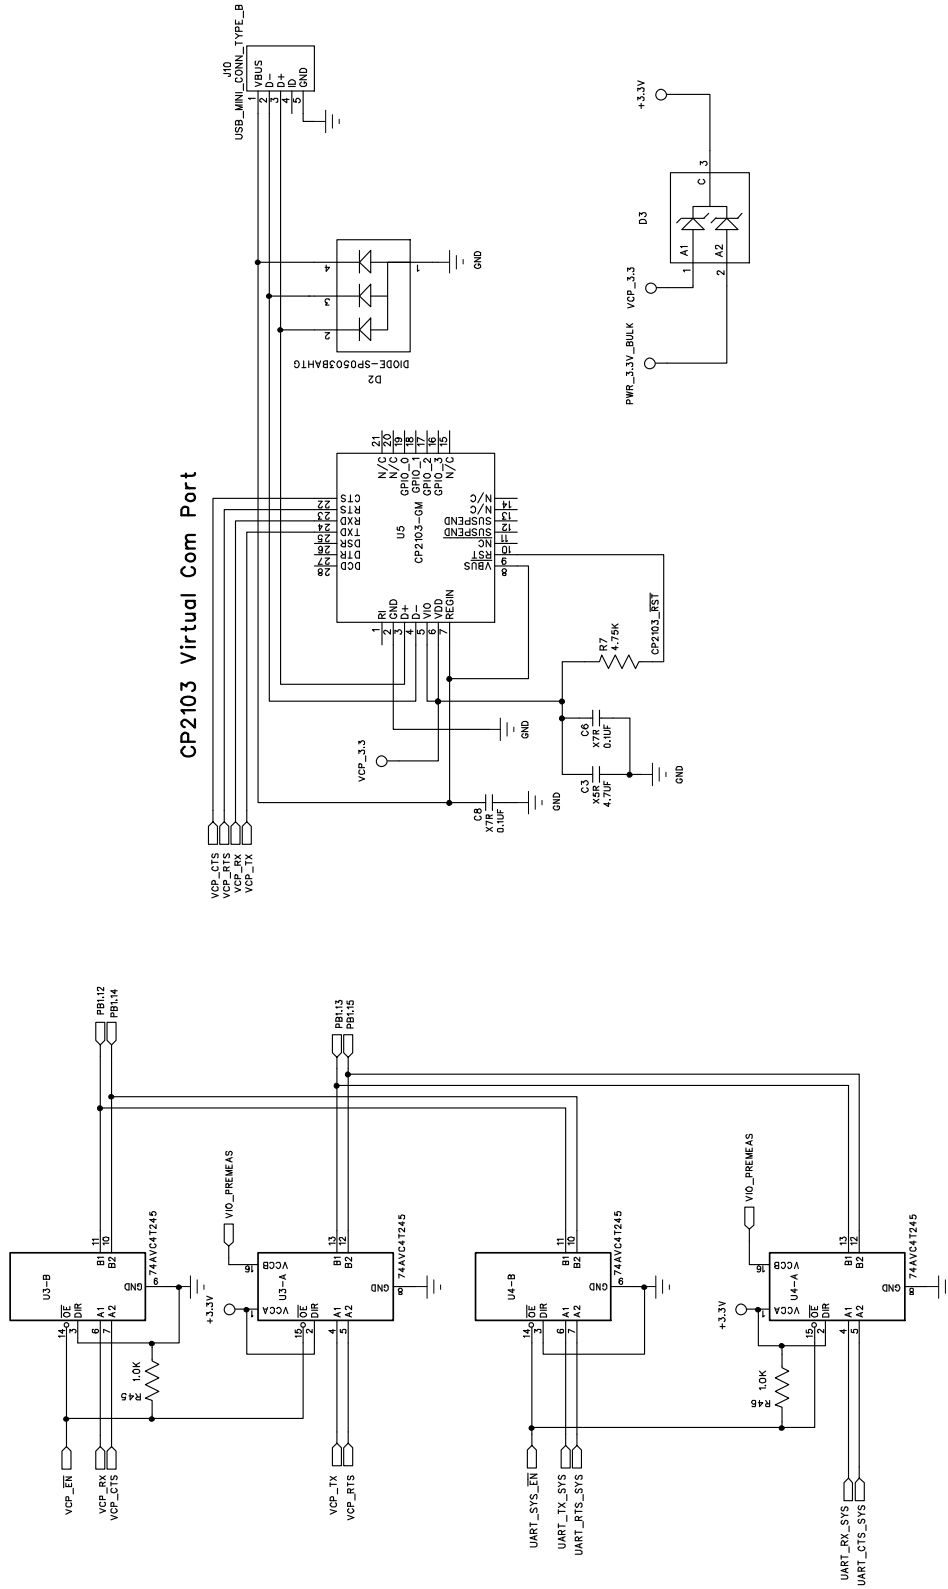 CP2103 Virtual Com Port
J10
USB_MINI_CONN_TYPE_B
VBUS
D-
D+
ID
GND
1
2
3
4
5
4
3
2
1
GND
D2
DIODE-SP0503BAHTG
+3.3V
3
C
D3
A1
A2
1
2
VCP_3.3
PWR_3.3V_BULK
21
20
19
18
17
16
15
N/C
N/C
GPIO_0
GPIO_1
GPIO_2
GPIO_3
N/C
CTS
RTS
RXD
TXD
DSR
DTR
DCD
22
23
24
25
26
27
28
U5
CP2103-GM
N/C
N/C
SUSPEND
SUSPEND
NC
RST
VBUS
14
13
12
11
10
9
8
RI
GND
D+
D-
VIO
VDD
REGIN
1
2
3
4
5
6
7
R7
4.75K
CP2103_RST
GND
VCP_3.3
C6
X7R
0.1UF
C3
X5R
4.7UF
GND
C8
X7R
0.1UF
GND
VCP_CTS
VCP_RTS
VCP_RX
VCP_TX
PB1.12
PB1.14
PB1.13
PB1.15
11
10
B1
B2
U3-B
74AVC4T245
GND
9
OE
DIR
A1
A2
14
3
6
7
R45
1.0K
VCP_EN
VCP_RX
VCP_CTS
VIO_PREMEAS
16
VCCB
13
12
B1
B2
U3-A
74AVC4T245
GND
8
+3.3V
1
VCCA
OE
DIR
A1
A2
15
2
4
5
VCP_TX
VCP_RTS
11
10
B1
B2
U4-B
74AVC4T245
GND
9
OE
DIR
A1
A2
14
3
6
7
UART_SYS_EN
UART_TX_SYS
UART_RTS_SYS
VIO_PREMEAS
16
VCCB
13
12
B1
B2
U4-A
74AVC4T245
GND
8
+3.3V
1
VCCA
OE
DIR
A1
A2
15
2
4
5
R46
1.0K
UART_RX_SYS
UART_CTS_SYS